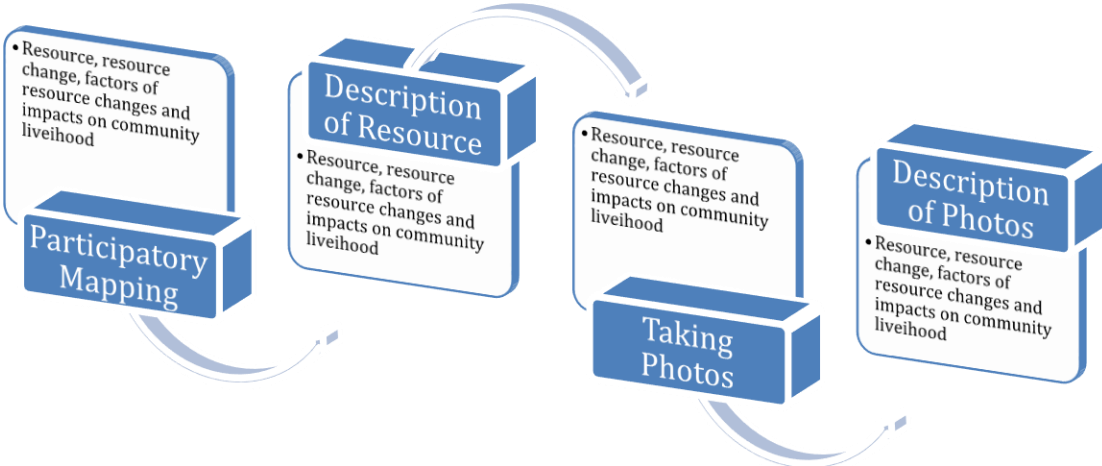 • Resource, resource
change, factors of
resource changes and
impacts on community
liveihood
Participatory
Mapping
Description
of Resource
• Resource, resource
change, factors of
resource changes and
impacts on community
liveihood
• Resource, resource
change, factors of
resource changes and
impacts on community
liveihood
Taking
Photos
Description
of Photos
• Resource, resource
change, factors of
resource changes and
impacts on community
liveihood